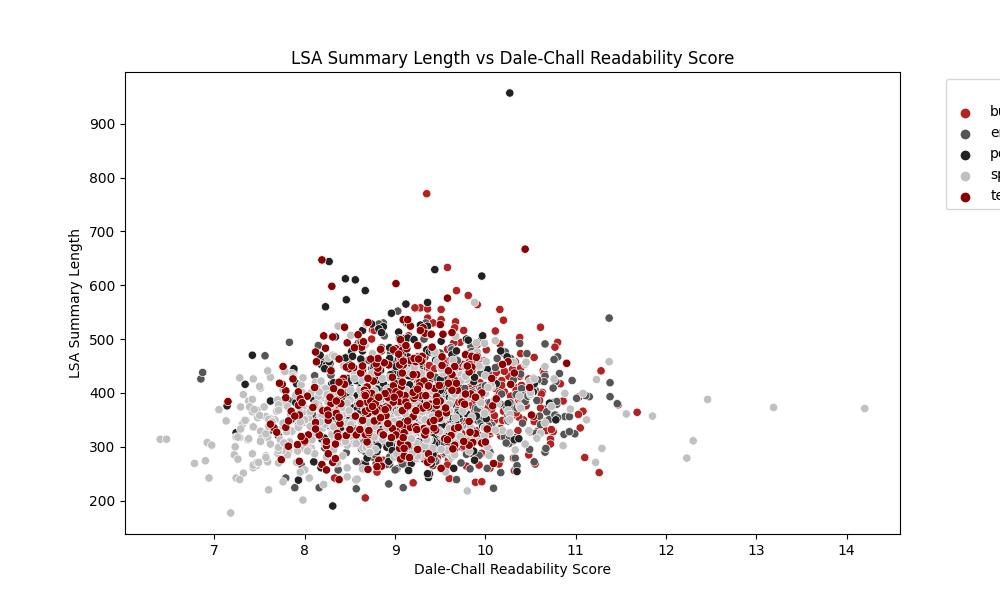 LSA Summary Length vs Dale-Chall Readability Score
900
800
700
600
500
400
300
200
LSA Summary Length
7 8 9 10 11 12 13 14
Dale-Chall Readability Score